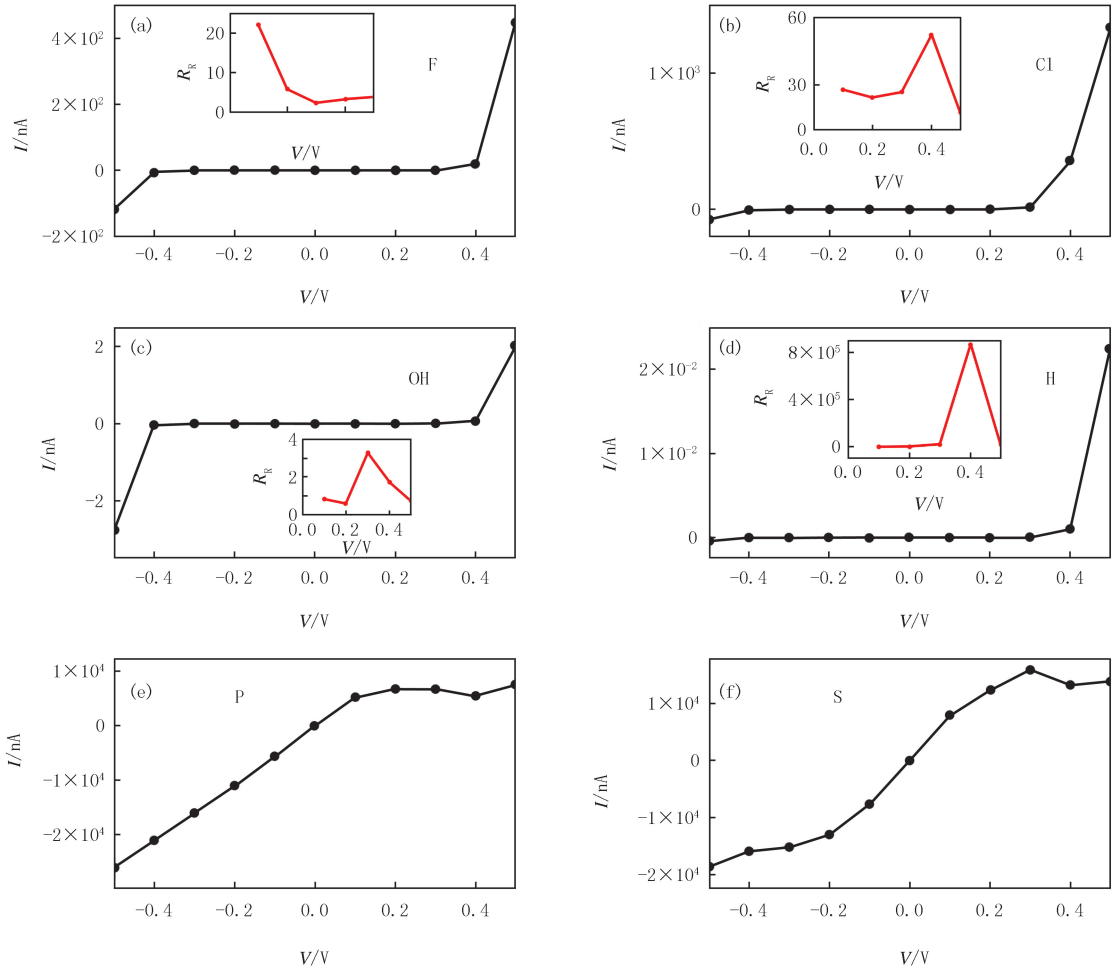 (a)
F
4×10²
2×10²
0
−2×10²
I/nA
20
10
0
R_R
V/V
−0.4 −0.2 0.0 0.2 0.4
V/V
(b)
Cl
1×10³
0
I/nA
60
30
0
R_R
0.0 0.2 0.4
V/V
−0.4 −0.2 0.0 0.2 0.4
V/V
(c)
OH
2
0
−2
I/nA
4
2
0
R_R
0.0 0.2 0.4
V/V
−0.4 −0.2 0.0 0.2 0.4
V/V
(d)
H
2×10⁻²
1×10⁻²
0
I/nA
8×10⁵
4×10⁵
0
R_R
0.0 0.2 0.4
V/V
−0.4 −0.2 0.0 0.2 0.4
V/V
(e)
P
1×10⁴
0
−1×10⁴
−2×10⁴
I/nA
−0.4 −0.2 0.0 0.2 0.4
V/V
(f)
S
1×10⁴
0
−1×10⁴
−2×10⁴
I/nA
−0.4 −0.2 0.0 0.2 0.4
V/V